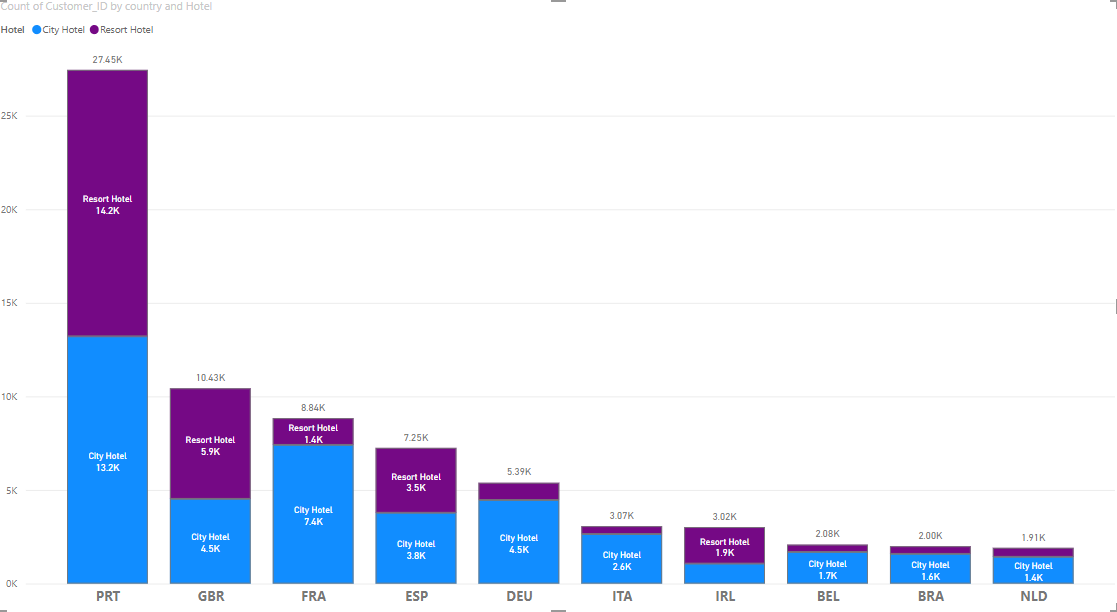 Count of Customer_ID by country and Hotel
Hotel City Hotel Resort Hotel
27.45K
25K
Resort Hotel
14.2K
20K
15K
City Hotel
13.2K
10.43K
10K
Resort Hotel
5.9K
City Hotel
4.5K
8.84K
Resort Hotel
1.4K
City Hotel
7.4K
7.25K
Resort Hotel
3.5K
City Hotel
3.8K
5.39K
5K
City Hotel
4.5K
3.07K
City Hotel
2.6K
3.02K
Resort Hotel
1.9K
2.08K
City Hotel
1.7K
2.00K
City Hotel
1.6K
1.91K
City Hotel
1.4K
0K
PRT GBR FRA ESP DEU ITA IRL BEL BRA NLD